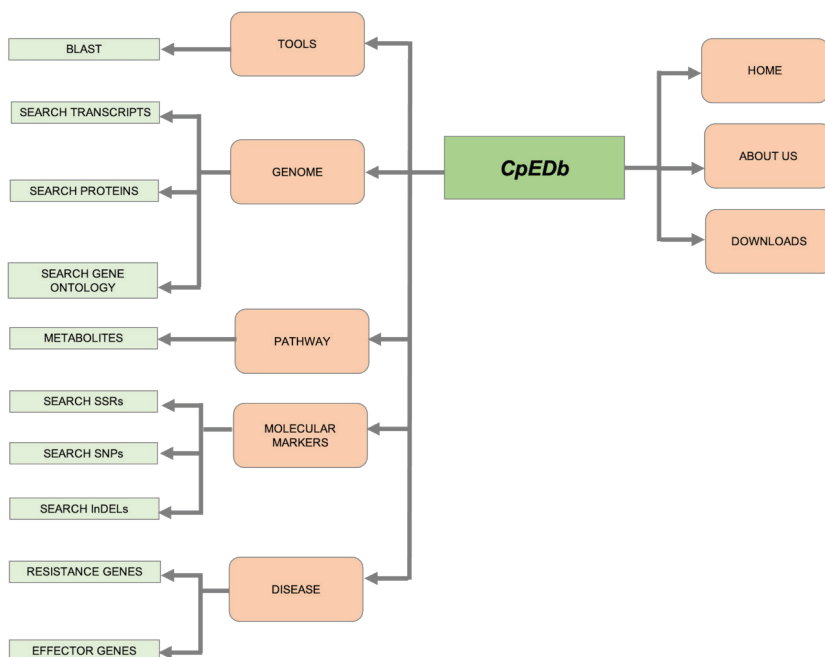 TOOLS
BLAST
HOME
SEARCH TRANSCRIPTS
CpEDb
ABOUT US
GENOME
SEARCH PROTEINS
DOWNLOADS
SEARCH GENE
ONTOLOGY
METABOLITES
PATHWAY
SEARCH SSRs
MOLECULAR
MARKERS
SEARCH SNPs
SEARCH InDELs
RESISTANCE GENES
DISEASE
EFFECTOR GENES